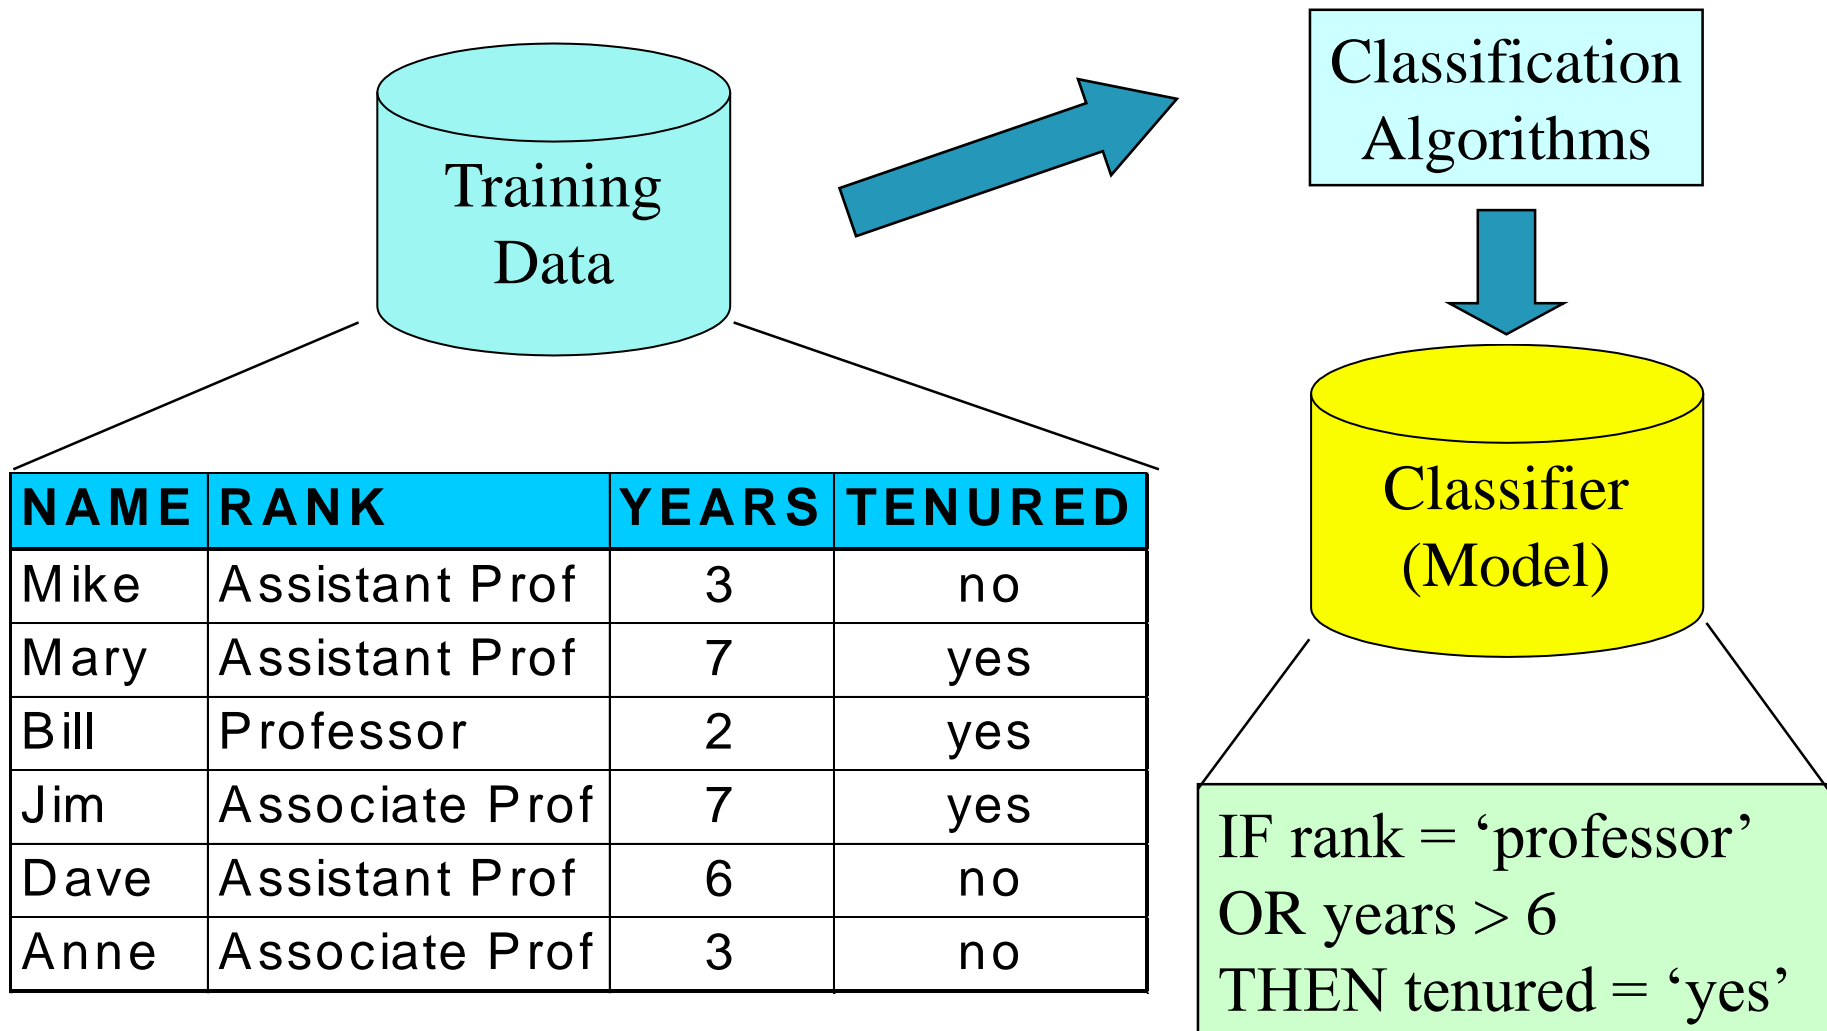 Training
Data
Classification
Algorithms
NAME RANK YEARS TENURED
Mike Assistant Prof 3 no
Mary Assistant Prof 7 yes
Bill Professor 2 yes
Jim Associate Prof 7 yes
Dave Assistant Prof 6 no
Anne Associate Prof 3 no
Classifier
(Model)
IF rank = ‘professor’
OR years > 6
THEN tenured = ‘yes’